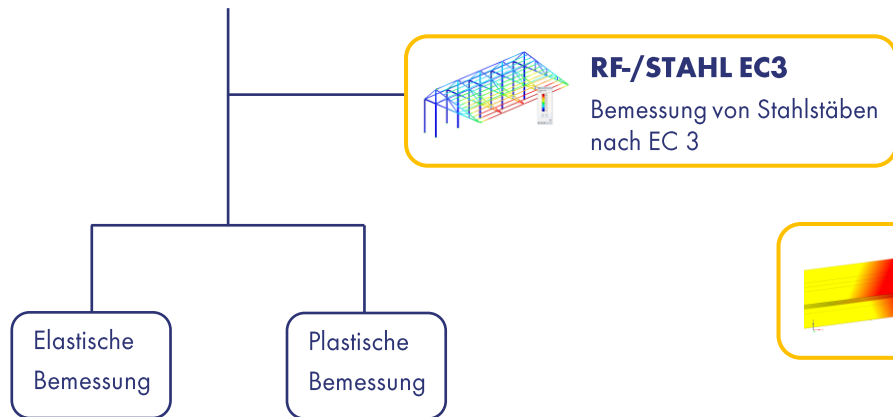 RF-/STAHL EC3
Bemessung von Stahlstäben
nach EC 3
Elastische
Bemessung
Plastische
Bemessung